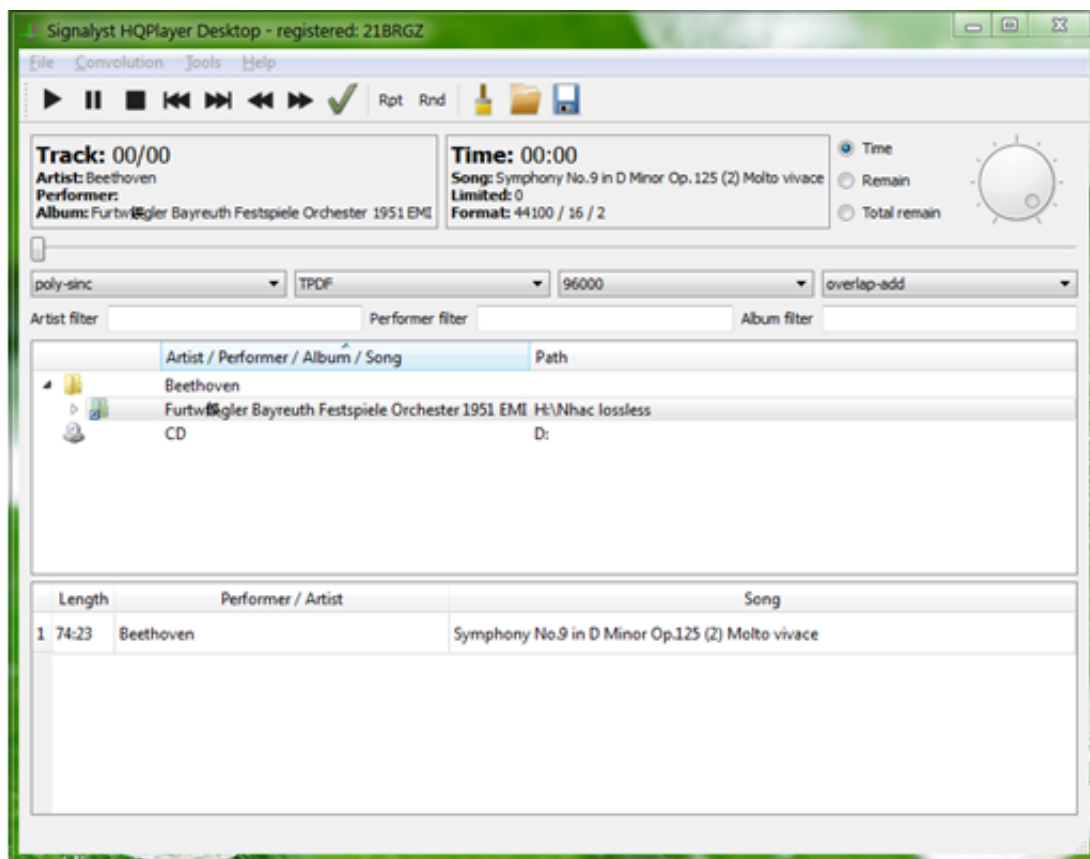 Signalyst HQPlayer Desktop - registered: 21BRGZ
File Convolution Tools Help
Rpt Rnd
Track: 00/00
Artist: Beethoven
Performer:
Album: Furtw gler Bayreuth Festspiele Orchester 1951 EMI
Time: 00:00
Song: Symphony No.9 in D Minor Op.125 (2) Molto vivace
Limited: 0
Format: 44100 / 16 / 2
Time
Remain
Total remain
poly-sinc TPDF 96000 overlap-add
Artist filter Performer filter Album filter
Artist / Performer / Album / Song Path
Beethoven
Furtw gler Bayreuth Festspiele Orchester 1951 EMI H:\Nhac lossless
CD D:
Length Performer / Artist Song
1 74:23 Beethoven Symphony No.9 in D Minor Op.125 (2) Molto vivace